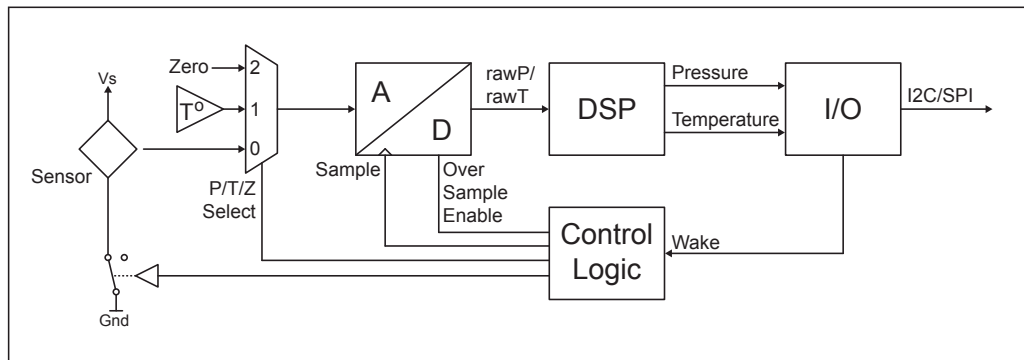 Vs
Sensor
Gnd
Zero
T°
2
1
0
P/T/Z
Select
A
D
Sample
Over
Sample
Enable
rawP/
rawT
DSP
Pressure
Temperature
I/O
I2C/SPI
Control
Logic
Wake